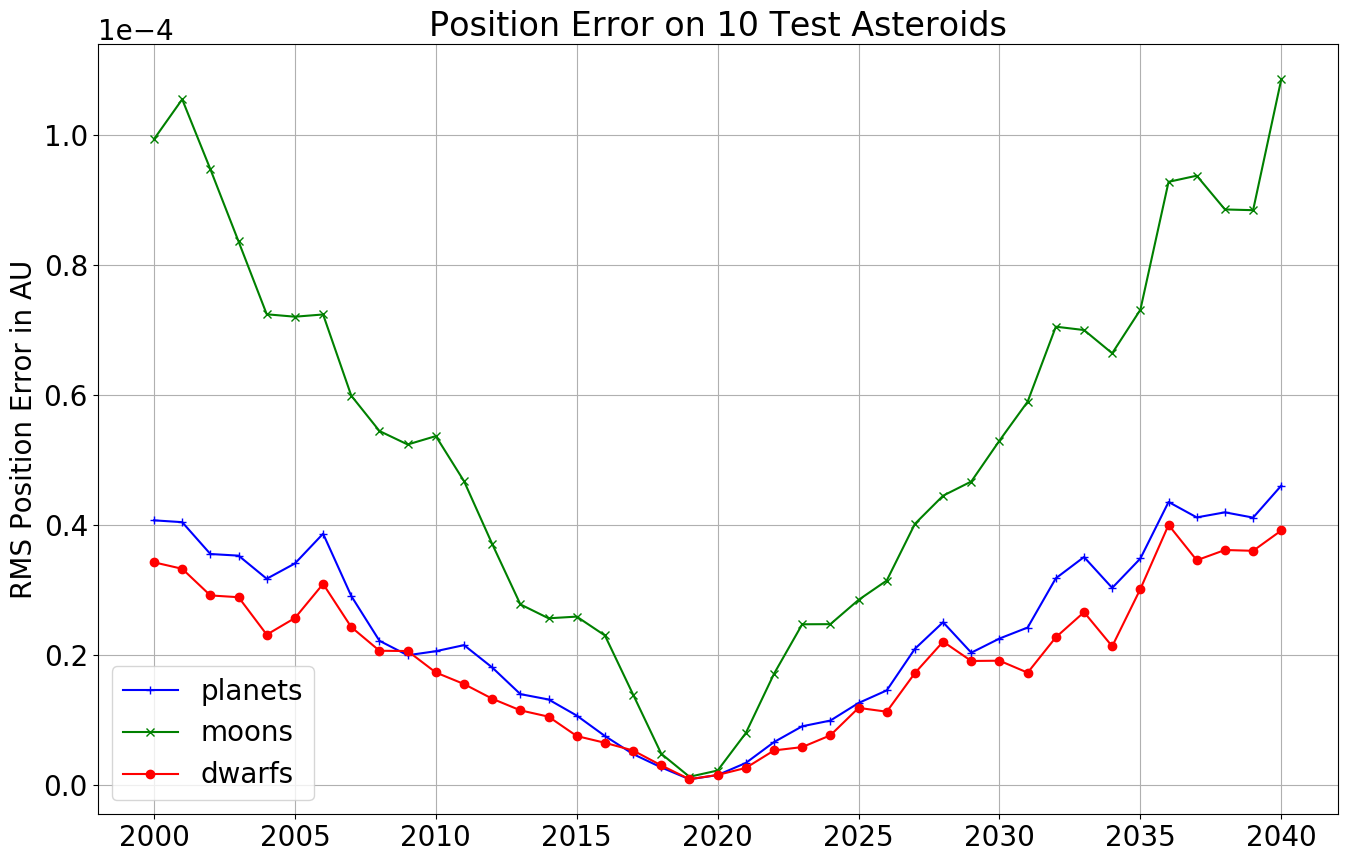 Position Error on 10 Test Asteroids
1e−4
RMS Position Error in AU
1.0
0.8
0.6
0.4
0.2
0.0
planets
moons
dwarfs
2000 2005 2010 2015 2020 2025 2030 2035 2040